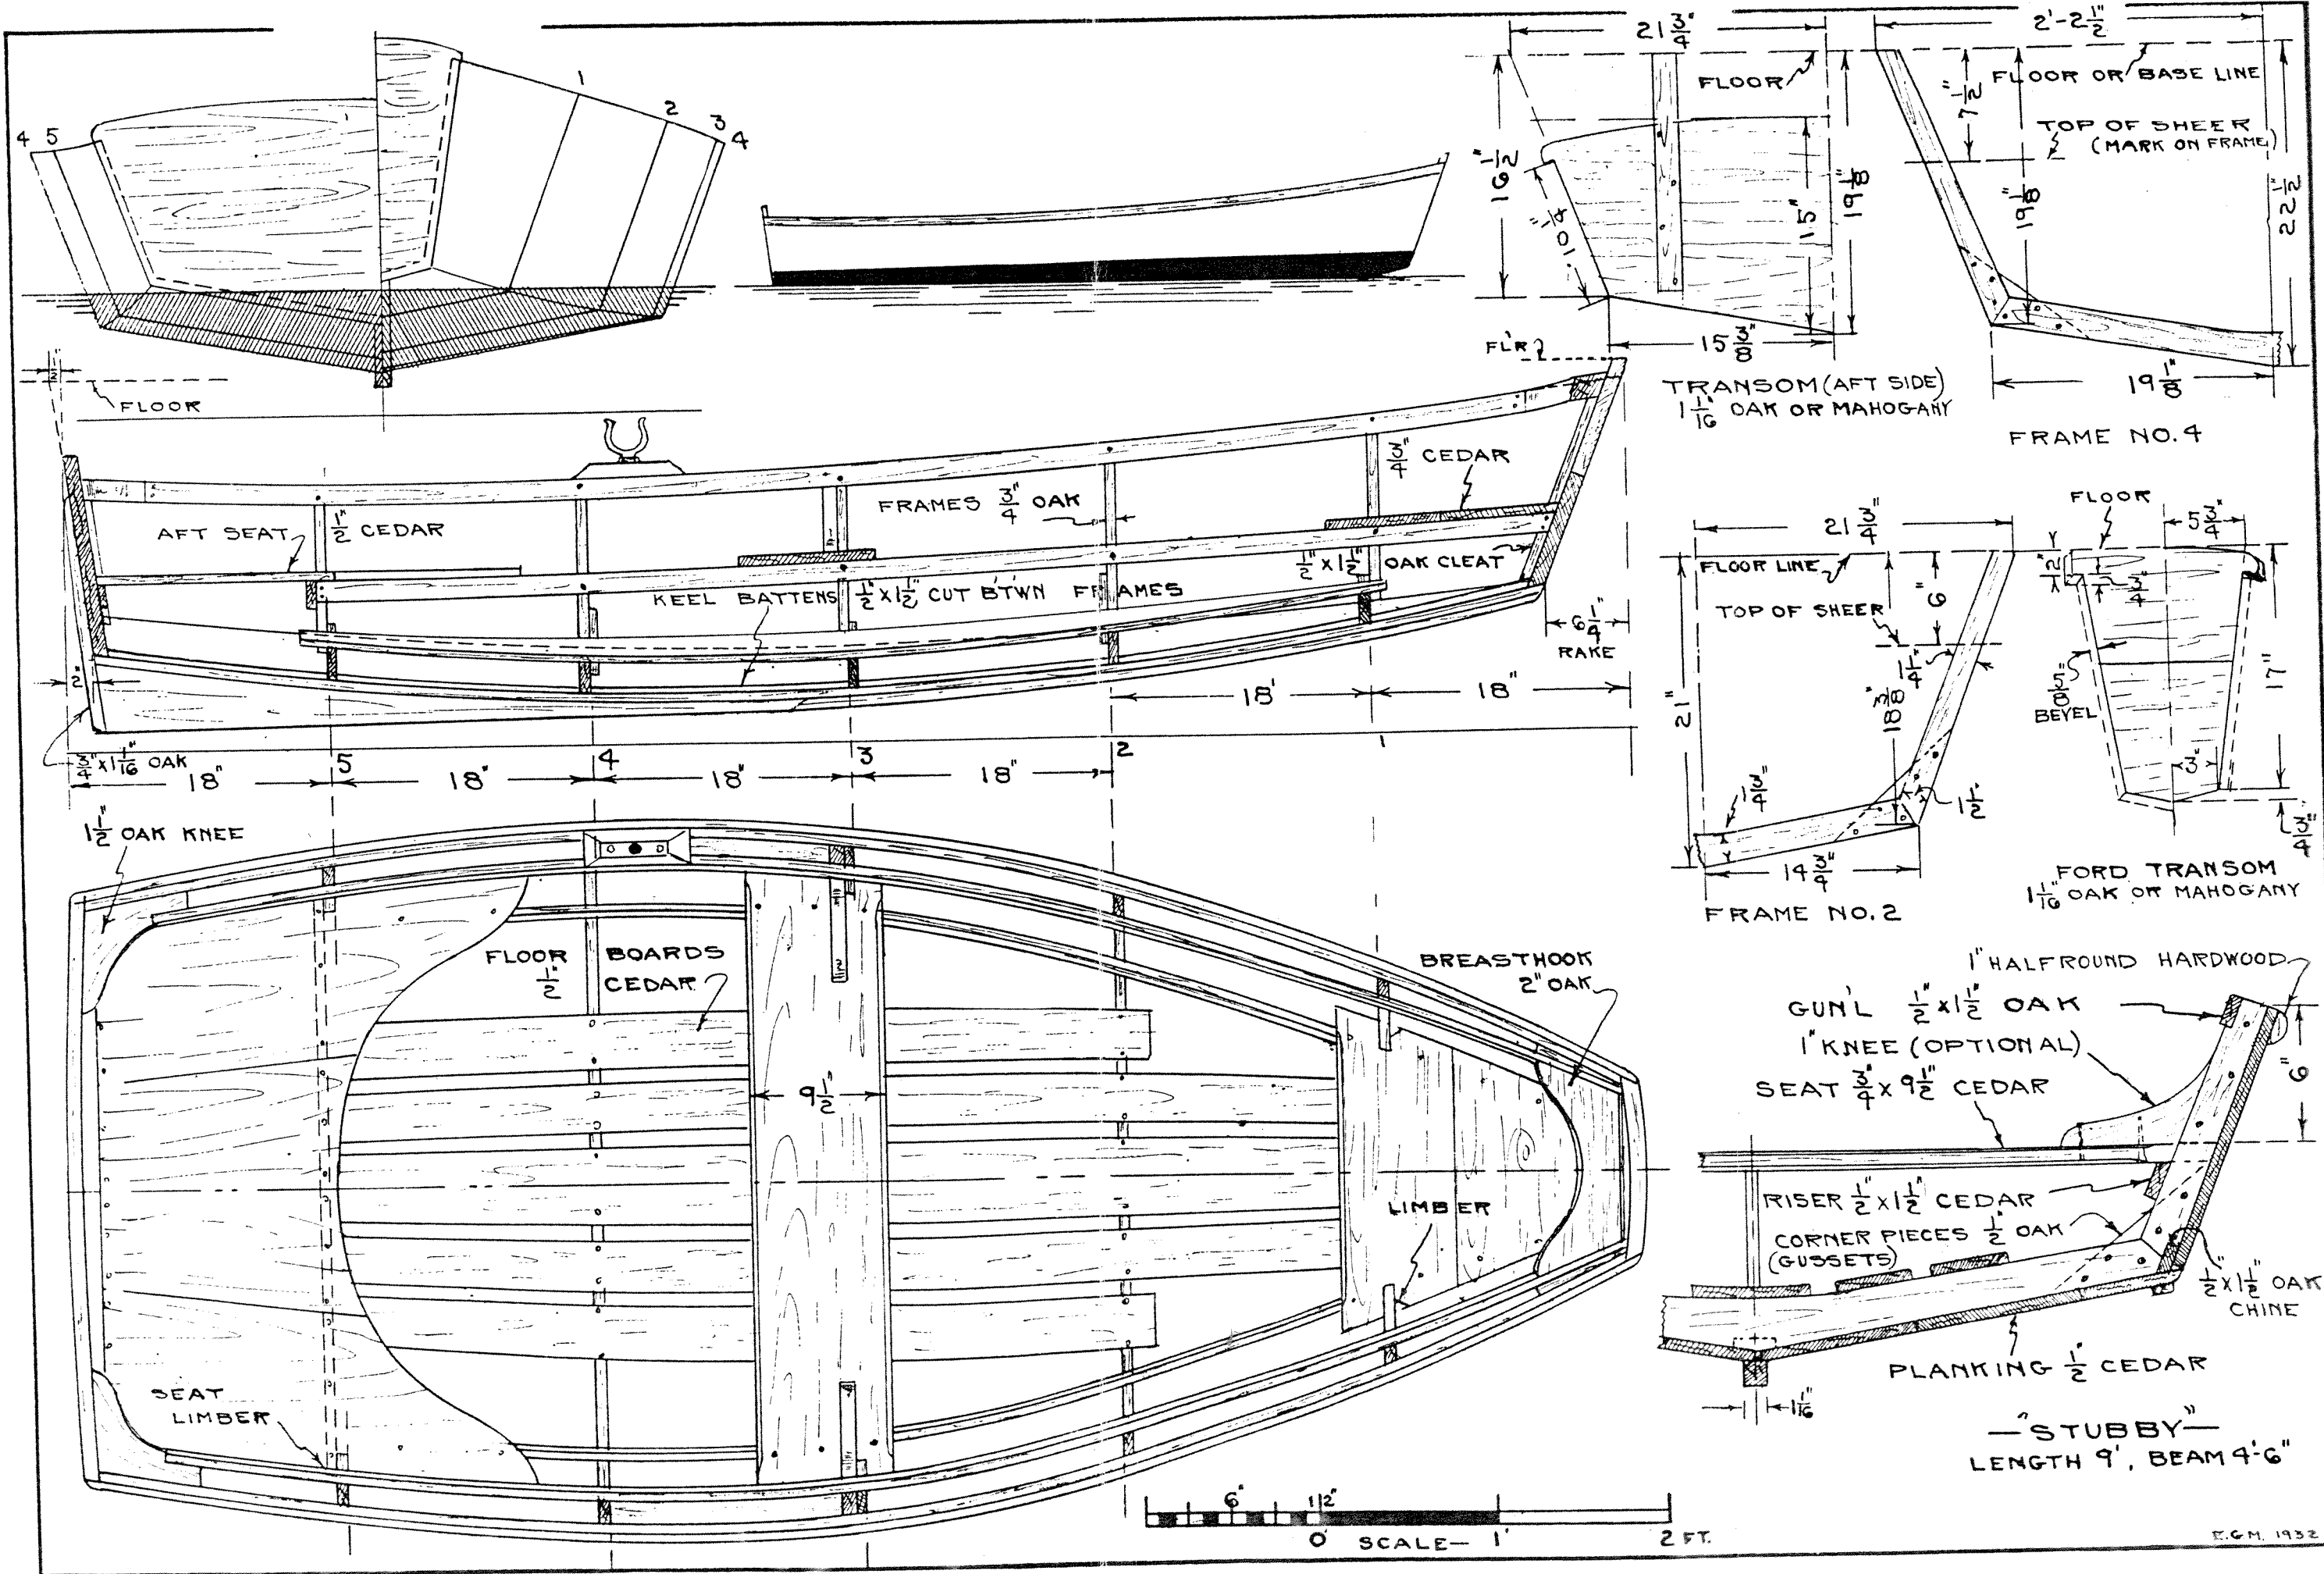 4 5
1
2
3
4
1/2"
FLOOR
21 3/4"
FLOOR
16 1/2"
10 1/4"
15"
19 1/8"
15 3/8"
FL'R
TRANSOM (AFT SIDE)
1 1/16" OAK OR MAHOGANY
2'-2 1/2"
FLOOR OR BASE LINE
7 1/2"
TOP OF SHEER
(MARK ON FRAME)
19 1/8"
22 1/2"
19 1/8"
FRAME NO. 4
AFT SEAT
1/2" CEDAR
FRAMES 3/4" OAK
3/4" CEDAR
1/2" x 1 1/2" OAK CLEAT
KEEL BATTENS 1/2" x 1 1/2" CUT B'T'WN FRAMES
6 1/4"
RAKE
2"
3/4" x 1 1/16" OAK
18"
5
18"
4
18"
3
18"
2
18'
1
18"
21 3/4"
FLOOR LINE
TOP OF SHEER
6"
1 1/4"
18 3/8"
21"
1 3/4"
1 1/2"
14 3/4"
FRAME NO. 2
FLOOR
5 3/4"
2"
3/4"
5/8"
BEVEL
17"
3"
3/4"
FORD TRANSOM
1 1/16" OAK OR MAHOGANY
1 1/2" OAK KNEE
FLOOR BOARDS
1/2" CEDAR
9 1/2"
BREASTHOOK
2" OAK
LIMBER
SEAT
LIMBER
1" HALFROUND HARDWOOD
GUN'L 1/2" x 1 1/2" OAK
1" KNEE (OPTIONAL)
SEAT 3/4" x 9 1/2" CEDAR
6"
RISER 1/2" x 1 1/2" CEDAR
CORNER PIECES 1/2" OAK
(GUSSETS)
1/2" x 1 1/2" OAK
CHINE
PLANKING 1/2" CEDAR
1 1/16"
—"STUBBY"—
LENGTH 9', BEAM 4'-6"
6" 12"
0' SCALE— 1' 2 FT.
E.G.M. 1932